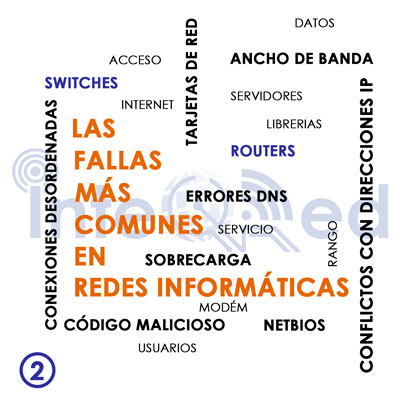 DATOS
TARJETAS DE RED
ACCESO
ANCHO DE BANDA
SWITCHES
INTERNET
SERVIDORES
CONEXIONES DESORDENADAS
CONFLICTOS CON DIRECCIONES IP
LIBRERIAS
LAS
FALLAS
MÁS
COMUNES
EN
REDES INFORMÁTICAS
ROUTERS
ERRORES DNS
SERVICIO
RANGO
SOBRECARGA
MODÉM
CÓDIGO MALICIOSO
NETBIOS
USUARIOS
2